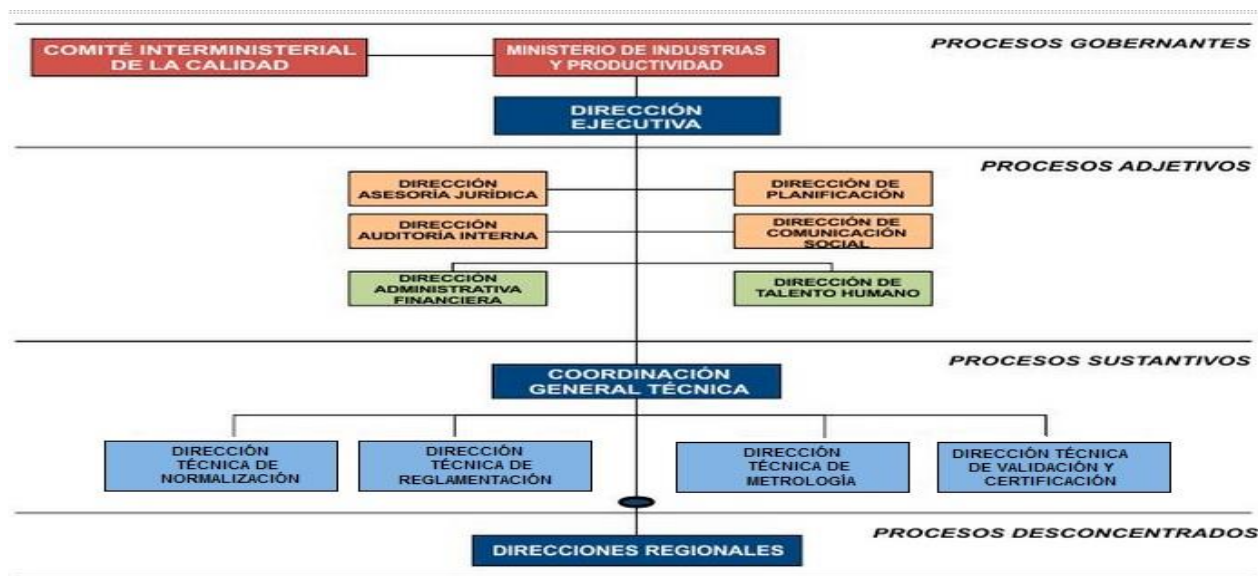 PROCESOS GOBERNANTES
COMITÉ INTERMINISTERIAL
DE LA CALIDAD
MINISTERIO DE INDUSTRIAS
Y PRODUCTIVIDAD
DIRECCIÓN
EJECUTIVA
PROCESOS ADJETIVOS
DIRECCIÓN
ASESORÍA JURÍDICA
DIRECCIÓN DE
PLANIFICACIÓN
DIRECCIÓN
AUDITORÍA INTERNA
DIRECCIÓN DE
COMUNICACIÓN
SOCIAL
DIRECCIÓN
ADMINISTRATIVA
FINANCIERA
DIRECCIÓN DE
TALENTO HUMANO
PROCESOS SUSTANTIVOS
COORDINACIÓN
GENERAL TÉCNICA
DIRECCIÓN
TÉCNICA DE
NORMALIZACIÓN
DIRECCIÓN
TÉCNICA DE
REGLAMENTACIÓN
DIRECCIÓN
TÉCNICA DE
METROLOGÌA
DIRECCIÓN TÉCNICA
DE VALIDACIÓN Y
CERTIFICACIÓN
PROCESOS DESCONCENTRADOS
DIRECCIONES REGIONALES